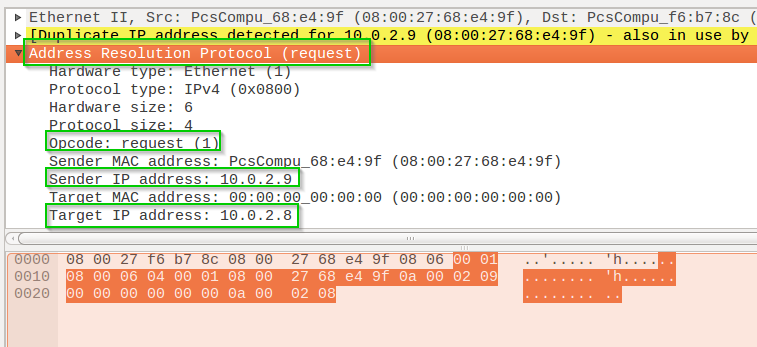 Ethernet II, Src: PcsCompu_68:e4:9f (08:00:27:68:e4:9f), Dst: PcsCompu_f6:b7:8c (
[Duplicate IP address detected for 10.0.2.9 (08:00:27:68:e4:9f) - also in use by
Address Resolution Protocol (request)
Hardware type: Ethernet (1)
Protocol type: IPv4 (0x0800)
Hardware size: 6
Protocol size: 4
Opcode: request (1)
Sender MAC address: PcsCompu_68:e4:9f (08:00:27:68:e4:9f)
Sender IP address: 10.0.2.9
Target MAC address: 00:00:00_00:00:00 (00:00:00:00:00:00)
Target IP address: 10.0.2.8
0000 08 00 27 f6 b7 8c 08 00 27 68 e4 9f 08 06 00 01 ..'..... 'h......
0010 08 00 06 04 00 01 08 00 27 68 e4 9f 0a 00 02 09 ........ 'h......
0020 00 00 00 00 00 00 0a 00 02 08 ........ ..